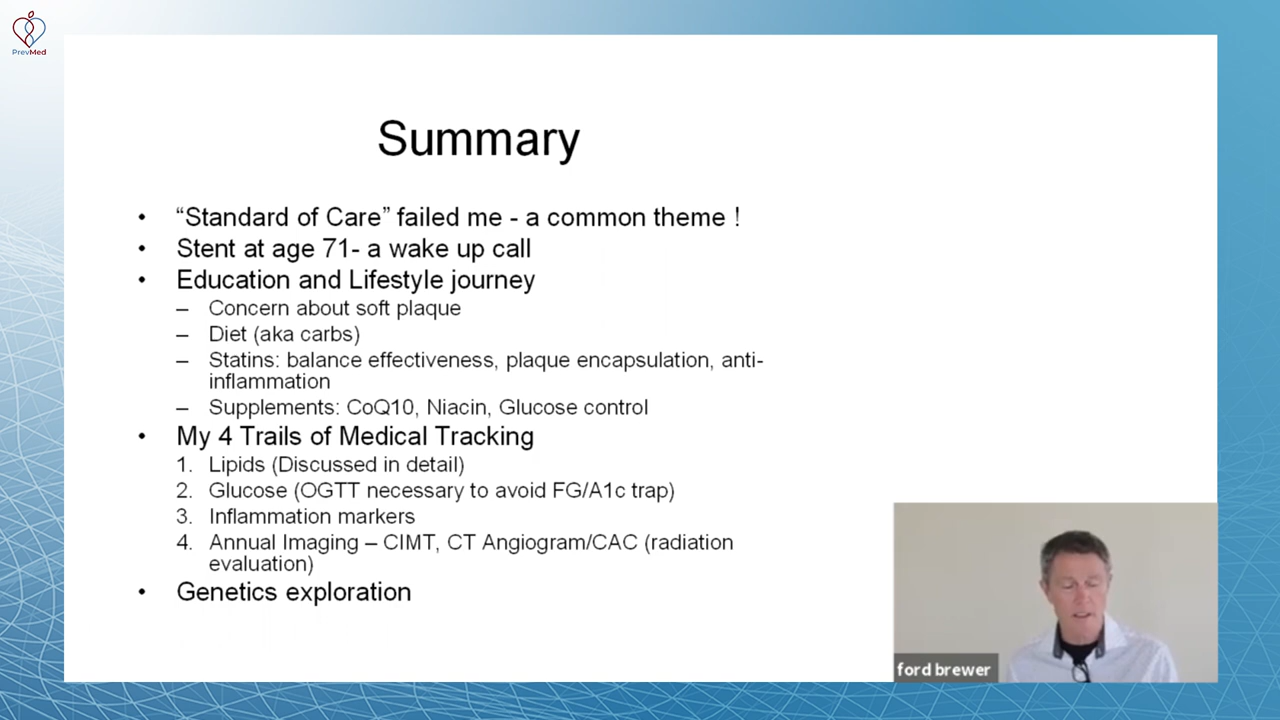 PrevMed
Summary
• “Standard of Care” failed me - a common theme !
• Stent at age 71- a wake up call
• Education and Lifestyle journey
– Concern about soft plaque
– Diet (aka carbs)
– Statins: balance effectiveness, plaque encapsulation, anti-
inflammation
– Supplements: CoQ10, Niacin, Glucose control
• My 4 Trails of Medical Tracking
1. Lipids (Discussed in detail)
2. Glucose (OGTT necessary to avoid FG/A1c trap)
3. Inflammation markers
4. Annual Imaging – CIMT, CT Angiogram/CAC (radiation
evaluation)
• Genetics exploration
ford brewer